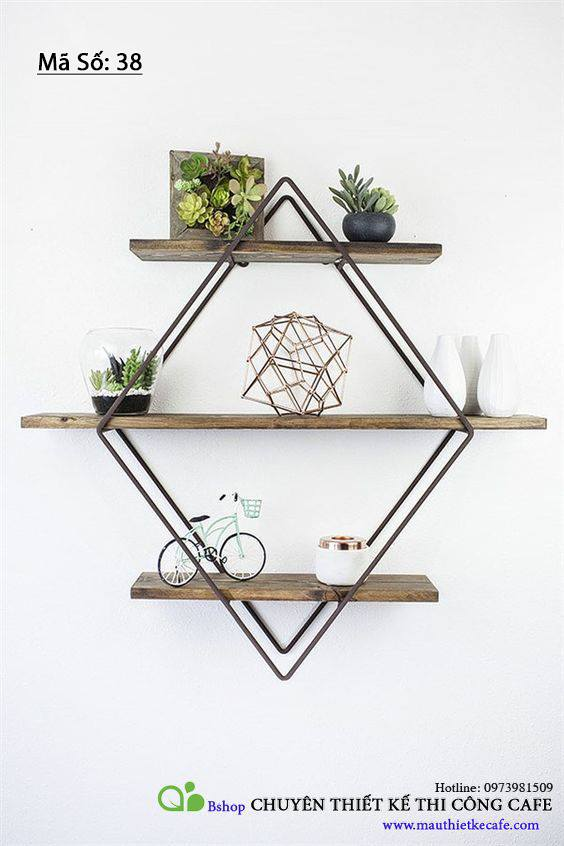 Mã Số: 38
Hotline: 0973981509
Bshop CHUYÊN THIẾT KẾ THI CÔNG CAFE
www.mauthietkecafe.com